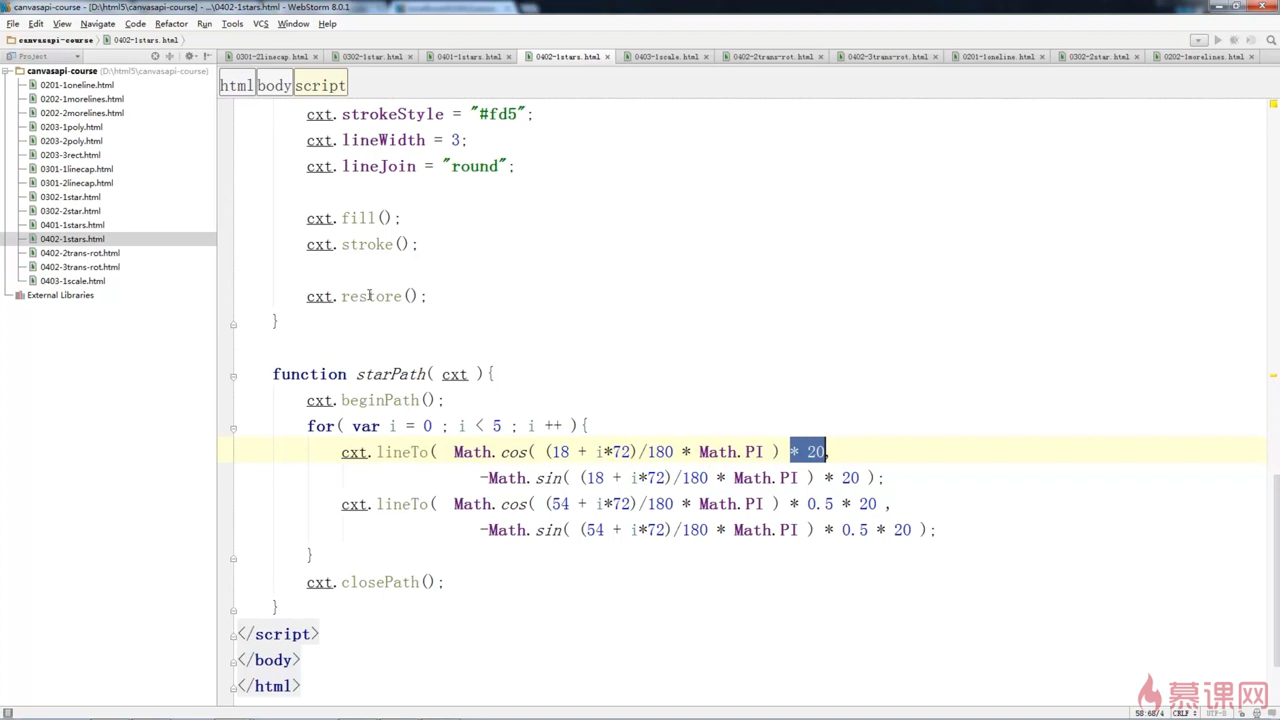 canvasapi-course - [D:\html5\canvasapi-course] - ...\0402-1stars.html - WebStorm 8.0.1
File Edit View Navigate Code Refactor Run Tools VCS Window Help
canvasapi-course 0402-1stars.html
Project
0301-2linecap.html 0302-1star.html 0401-1stars.html 0402-1stars.html 0403-1scale.html 0402-2trans-rot.html 0402-3trans-rot.html 0201-1oneline.html 0302-2star.html 0202-1morelines.html
canvasapi-course (D:\html5\canvasapi-course)
0201-1oneline.html
0202-1morelines.html
0202-2morelines.html
0203-1poly.html
0203-2poly.html
0203-3rect.html
0301-1linecap.html
0301-2linecap.html
0302-1star.html
0302-2star.html
0401-1stars.html
0402-1stars.html
0402-2trans-rot.html
0402-3trans-rot.html
0403-1scale.html
External Libraries
html body script
cxt.strokeStyle = "#fd5";
cxt.lineWidth = 3;
cxt.lineJoin = "round";
cxt.fill();
cxt.stroke();
cxt.restore();
}
function starPath( cxt ){
cxt.beginPath();
for( var i = 0 ; i < 5 ; i ++ ){
cxt.lineTo( Math.cos( (18 + i*72)/180 * Math.PI ) * 20,
-Math.sin( (18 + i*72)/180 * Math.PI ) * 20 );
cxt.lineTo( Math.cos( (54 + i*72)/180 * Math.PI ) * 0.5 * 20 ,
-Math.sin( (54 + i*72)/180 * Math.PI ) * 0.5 * 20 );
}
cxt.closePath();
}
</script>
</body>
</html>
慕课网
58:68/4 CRLF UTF-8